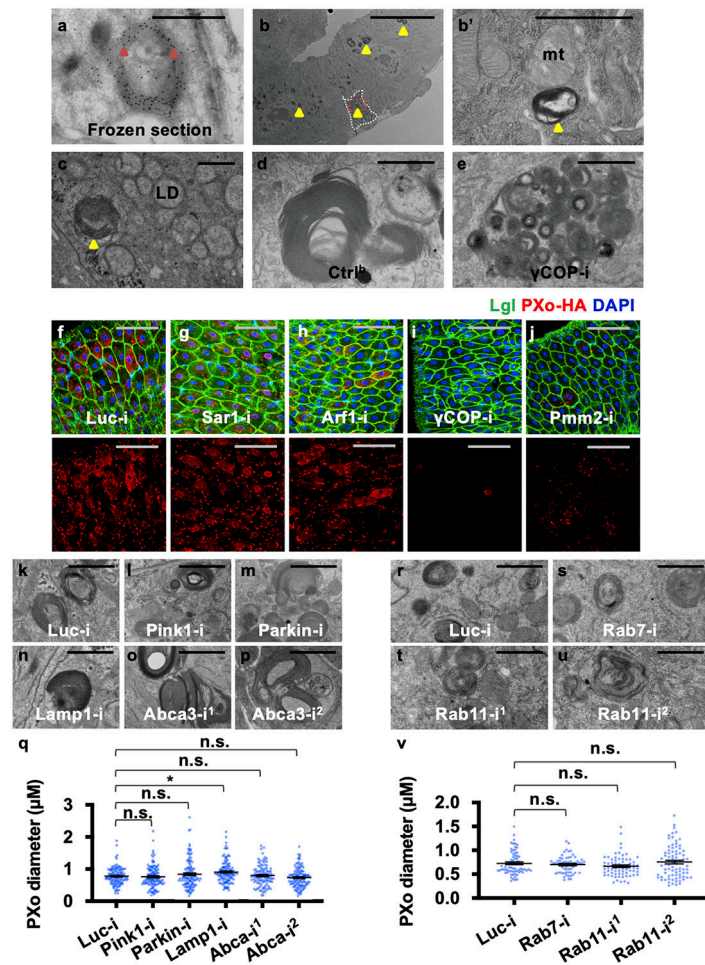 a b b'
mt
Frozen section
c d e
LD
Ctrlᵇ γCOP-i
Lgl PXo-HA DAPI
f g h i j
Luc-i Sar1-i Arf1-i γCOP-i Pmm2-i
k l m r s
Luc-i Pink1-i Parkin-i Luc-i Rab7-i
n o p t u
Lamp1-i Abca3-i¹ Abca3-i² Rab11-i¹ Rab11-i²
q
n.s.
n.s.
*
n.s.
n.s.
PXo diameter (µM)
3
2
1
0
Luc-i Pink1-i Parkin-i Lamp1-i Abca-i¹ Abca-i²
v
n.s.
n.s.
n.s.
PXo diameter (µM)
2.0
1.5
1.0
0.5
0.0
Luc-i Rab7-i Rab11-i¹ Rab11-i²